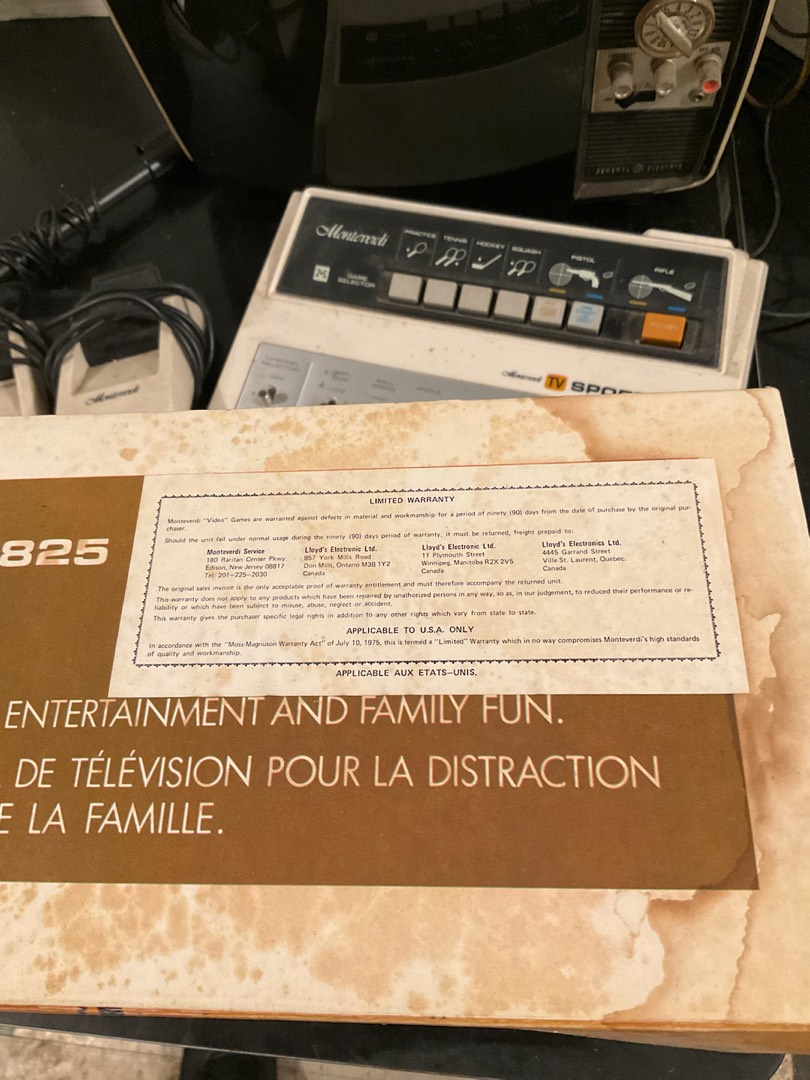 GENERAL ELECTRIC
Monteverdi
PRACTICE
TENNIS
HOCKEY
SQUASH
PISTOL
RIFLE
M
GAME
SELECTOR
Monteverdi TV SPOR
CHANNEL
SELECTOR
Monteverdi
825
LIMITED WARRANTY
Monteverdi "Video" Games are warranted against defects in material and workmanship for a period of ninety (90) days from the date of purchase by the original pur-
chaser.
Should the unit fail under normal usage during the ninety (90) days period of warranty, it must be returned, freight prepaid to:
Monteverdi Service
180 Raritan Center Pkwy.
Edison, New Jersey 08817
Tel: 201-225-2030
Lloyd's Electronic Ltd.
857 York Mills Road
Don Mills, Ontario M3B 1Y2
Canada
Lloyd's Electronic Ltd.
11 Plymouth Street
Winnipeg, Manitoba R2X 2V5
Canada
Lloyd's Electronic Ltd.
4445 Garrand Street
Ville St. Laurent, Quebec.
Canada
The original sales invoice is the only acceptable proof of warranty entitlement and must therefore accompany the returned unit.
This warranty does not apply to any products which have been repaired by unauthorized persons in any way, so as, in our judgement, to reduced their performance or re-
liability or which have been subject to misuse, abuse, neglect or accident.
This warranty gives the purchaser specific legal rights in addition to any other rights which vary from state to state.
APPLICABLE TO U.S.A. ONLY
In accordance with the "Moss-Magnuson Warranty Act" of July 10, 1975, this is termed a "Limited" Warranty which in no way compromises Monteverdi's high standards
of quality and workmanship.
APPLICABLE AUX ETATS-UNIS.
ENTERTAINMENT AND FAMILY FUN.
DE TÉLÉVISION POUR LA DISTRACTION
E LA FAMILLE.